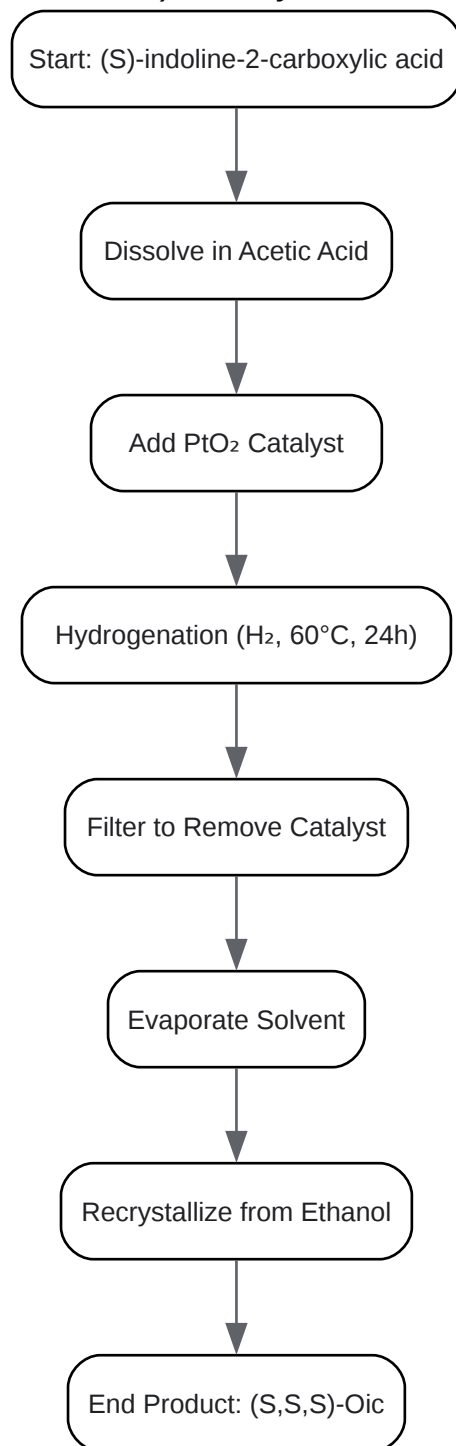 Start: (S)-indoline-2-carboxylic acid
Dissolve in Acetic Acid
Add PtO₂ Catalyst
Hydrogenation (H₂, 60°C, 24h)
Filter to Remove Catalyst
Evaporate Solvent
Recrystallize from Ethanol
End Product: (S,S,S)-Oic